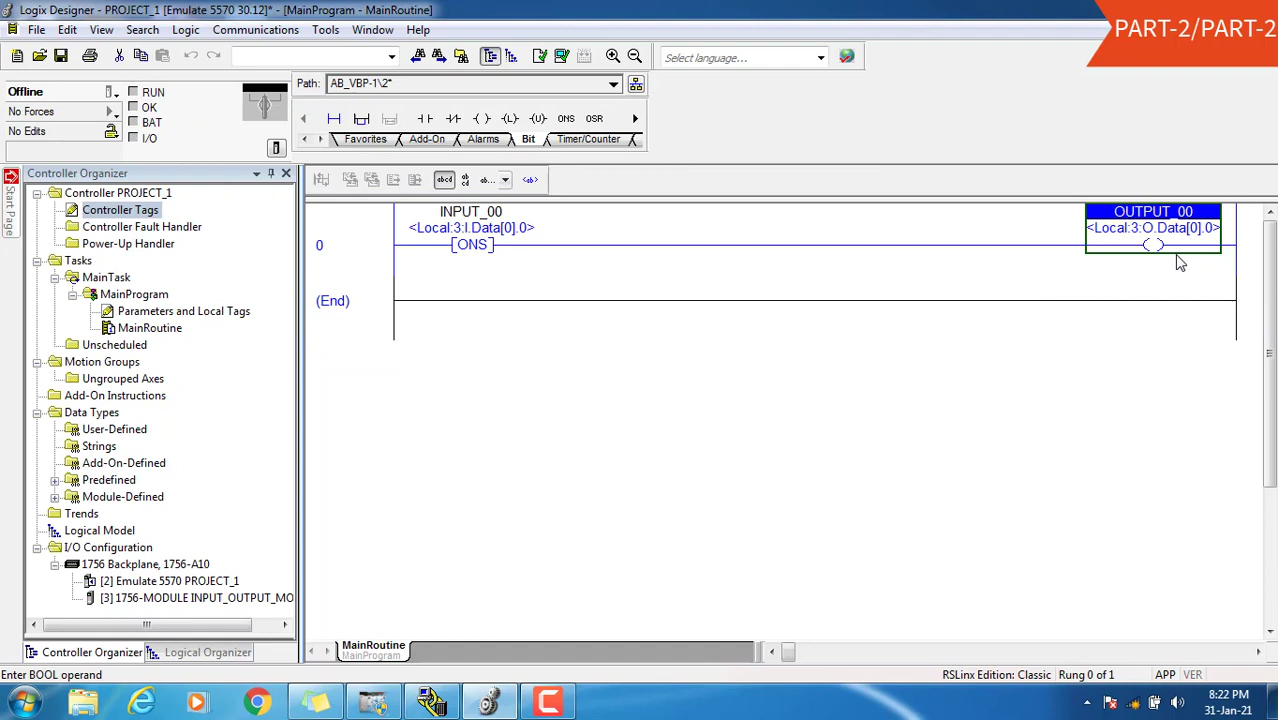 Logix Designer - PROJECT_1 [Emulate 5570 30.12]* - [MainProgram - MainRoutine]
PART-2/PART-2
File Edit View Search Logic Communications Tools Window Help
Select language...
Offline
No Forces
No Edits
RUN
OK
BAT
I/O
Path: AB_VBP-1\2*
ONS OSR
Favorites Add-On Alarms Bit Timer/Counter
Start Page
Controller Organizer
Controller PROJECT_1
Controller Tags
Controller Fault Handler
Power-Up Handler
Tasks
MainTask
MainProgram
Parameters and Local Tags
MainRoutine
Unscheduled
Motion Groups
Ungrouped Axes
Add-On Instructions
Data Types
User-Defined
Strings
Add-On-Defined
Predefined
Module-Defined
Trends
Logical Model
I/O Configuration
1756 Backplane, 1756-A10
[2] Emulate 5570 PROJECT_1
[3] 1756-MODULE INPUT_OUTPUT_MO
Controller Organizer Logical Organizer
INPUT_00
<Local:3:I.Data[0].0>
ONS
OUTPUT_00
<Local:3:O.Data[0].0>
0
(End)
MainRoutine
MainProgram
Enter BOOL operand
RSLinx Edition: Classic Rung 0 of 1 APP VER
8:22 PM
31-Jan-21